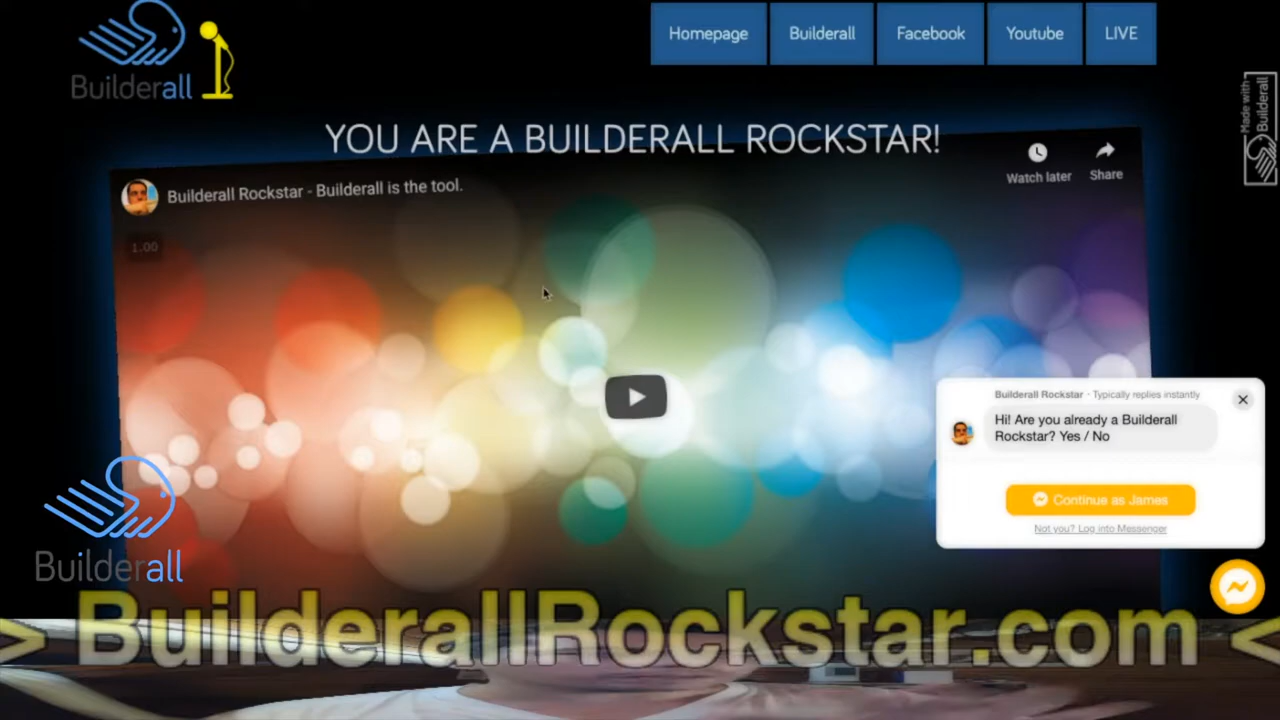 Builderall
Homepage
Builderall
Facebook
Youtube
LIVE
Made with
Builderall
YOU ARE A BUILDERALL ROCKSTAR!
Builderall Rockstar - Builderall is the tool.
Watch later
Share
1.00
Builderall Rockstar · Typically replies instantly
Hi! Are you already a Builderall
Rockstar? Yes / No
Continue as James
Not you? Log into Messenger
Builderall
> BuilderallRockstar.com <